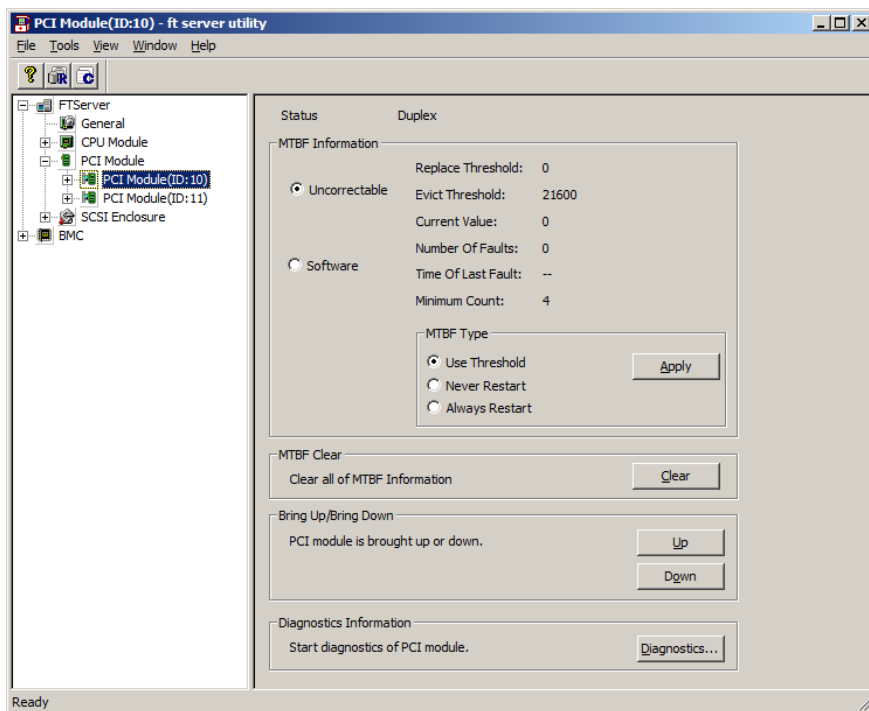 PCI Module(ID:10) - ft server utility
File Tools View Window Help
FTServer
General
CPU Module
PCI Module
PCI Module(ID:10)
PCI Module(ID:11)
SCSI Enclosure
BMC
Status Duplex
MTBF Information
Uncorrectable
Software
Replace Threshold: 0
Evict Threshold: 21600
Current Value: 0
Number Of Faults: 0
Time Of Last Fault: --
Minimum Count: 4
MTBF Type
Use Threshold
Never Restart
Always Restart
Apply
MTBF Clear
Clear all of MTBF Information
Clear
Bring Up/Bring Down
PCI module is brought up or down.
Up
Down
Diagnostics Information
Start diagnostics of PCI module.
Diagnostics...
Ready